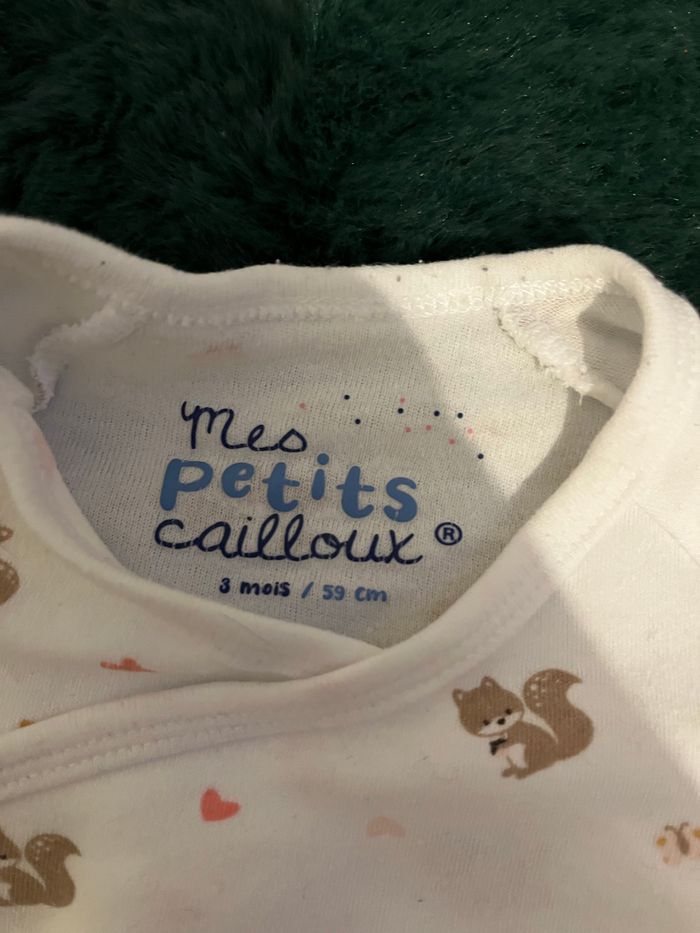 mes
petits
cailloux ®
3 mois / 59 cm